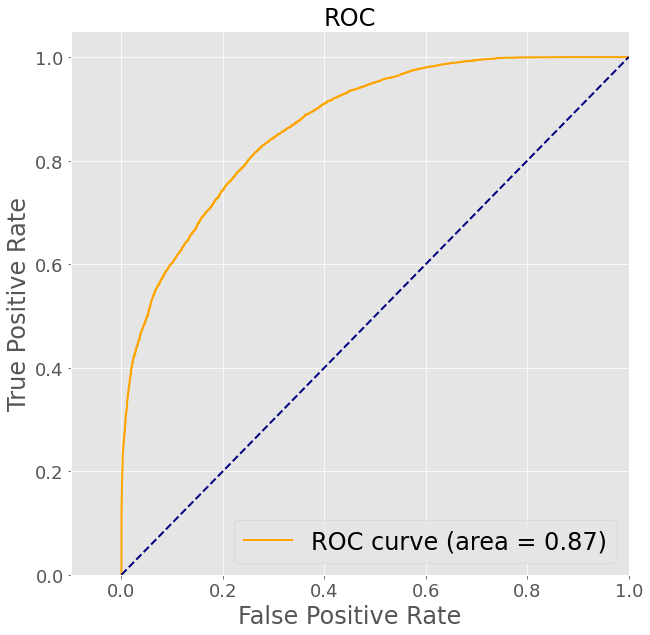 ROC
1.0
0.8
0.6
0.4
0.2
0.0
True Positive Rate
ROC curve (area = 0.87)
0.0 0.2 0.4 0.6 0.8 1.0
False Positive Rate